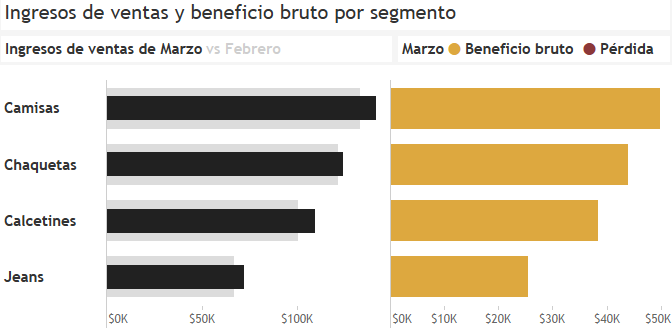 Ingresos de ventas y beneficio bruto por segmento
Ingresos de ventas de Marzo vs Febrero
Marzo Beneficio bruto Pérdida
Camisas
Chaquetas
Calcetines
Jeans
$0K $50K $100K
$0K $10K $20K $30K $40K $50K